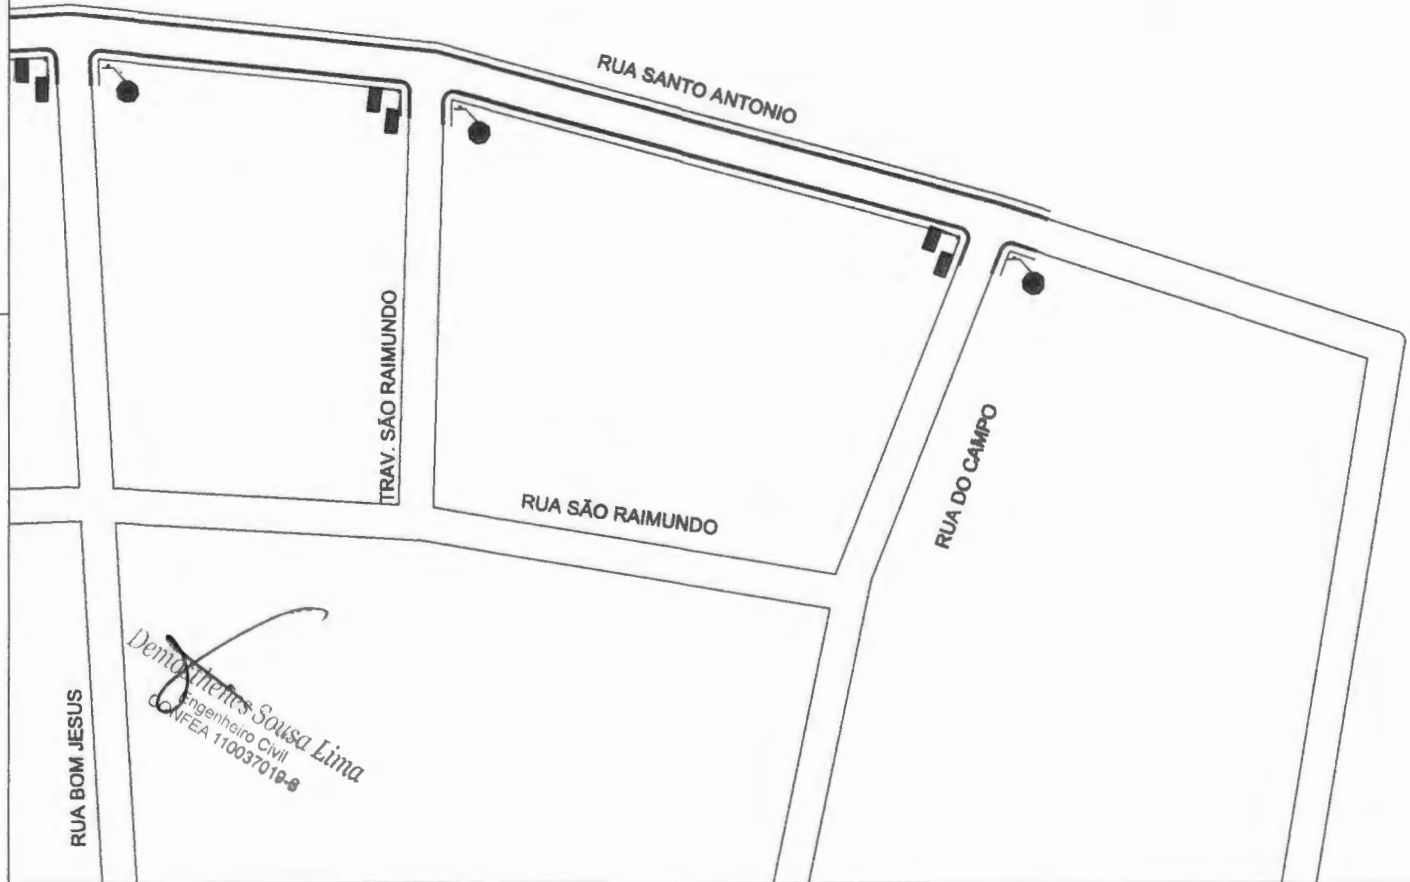 RUA SANTO ANTONIO
TRAV. SÃO RAIMUNDO
RUA SÃO RAIMUNDO
RUA DO CAMPO
RUA BOM JESUS
Demosthenes Sousa Lima
Engenheiro Civil
CONFEA 110037019-8